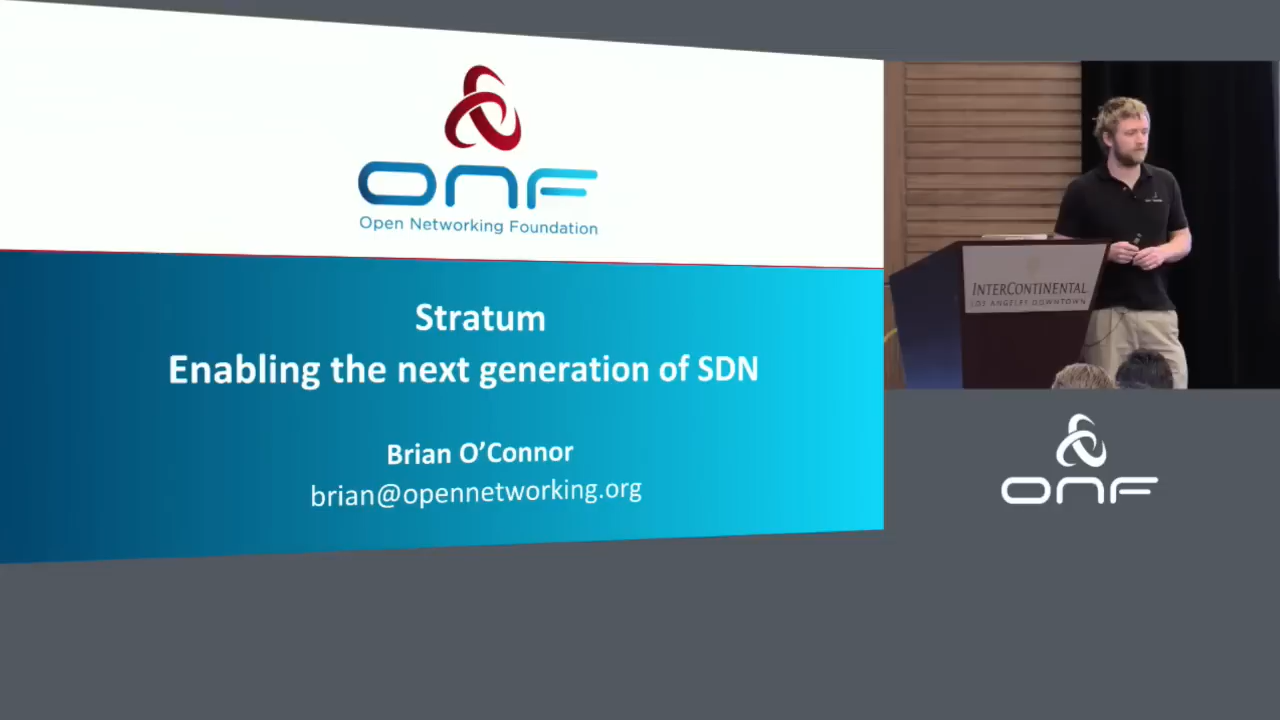 ONF
Open Networking Foundation
Stratum
Enabling the next generation of SDN
Brian O’Connor
brian@opennetworking.org
INTERCONTINENTAL
LOS ANGELES DOWNTOWN
ONF